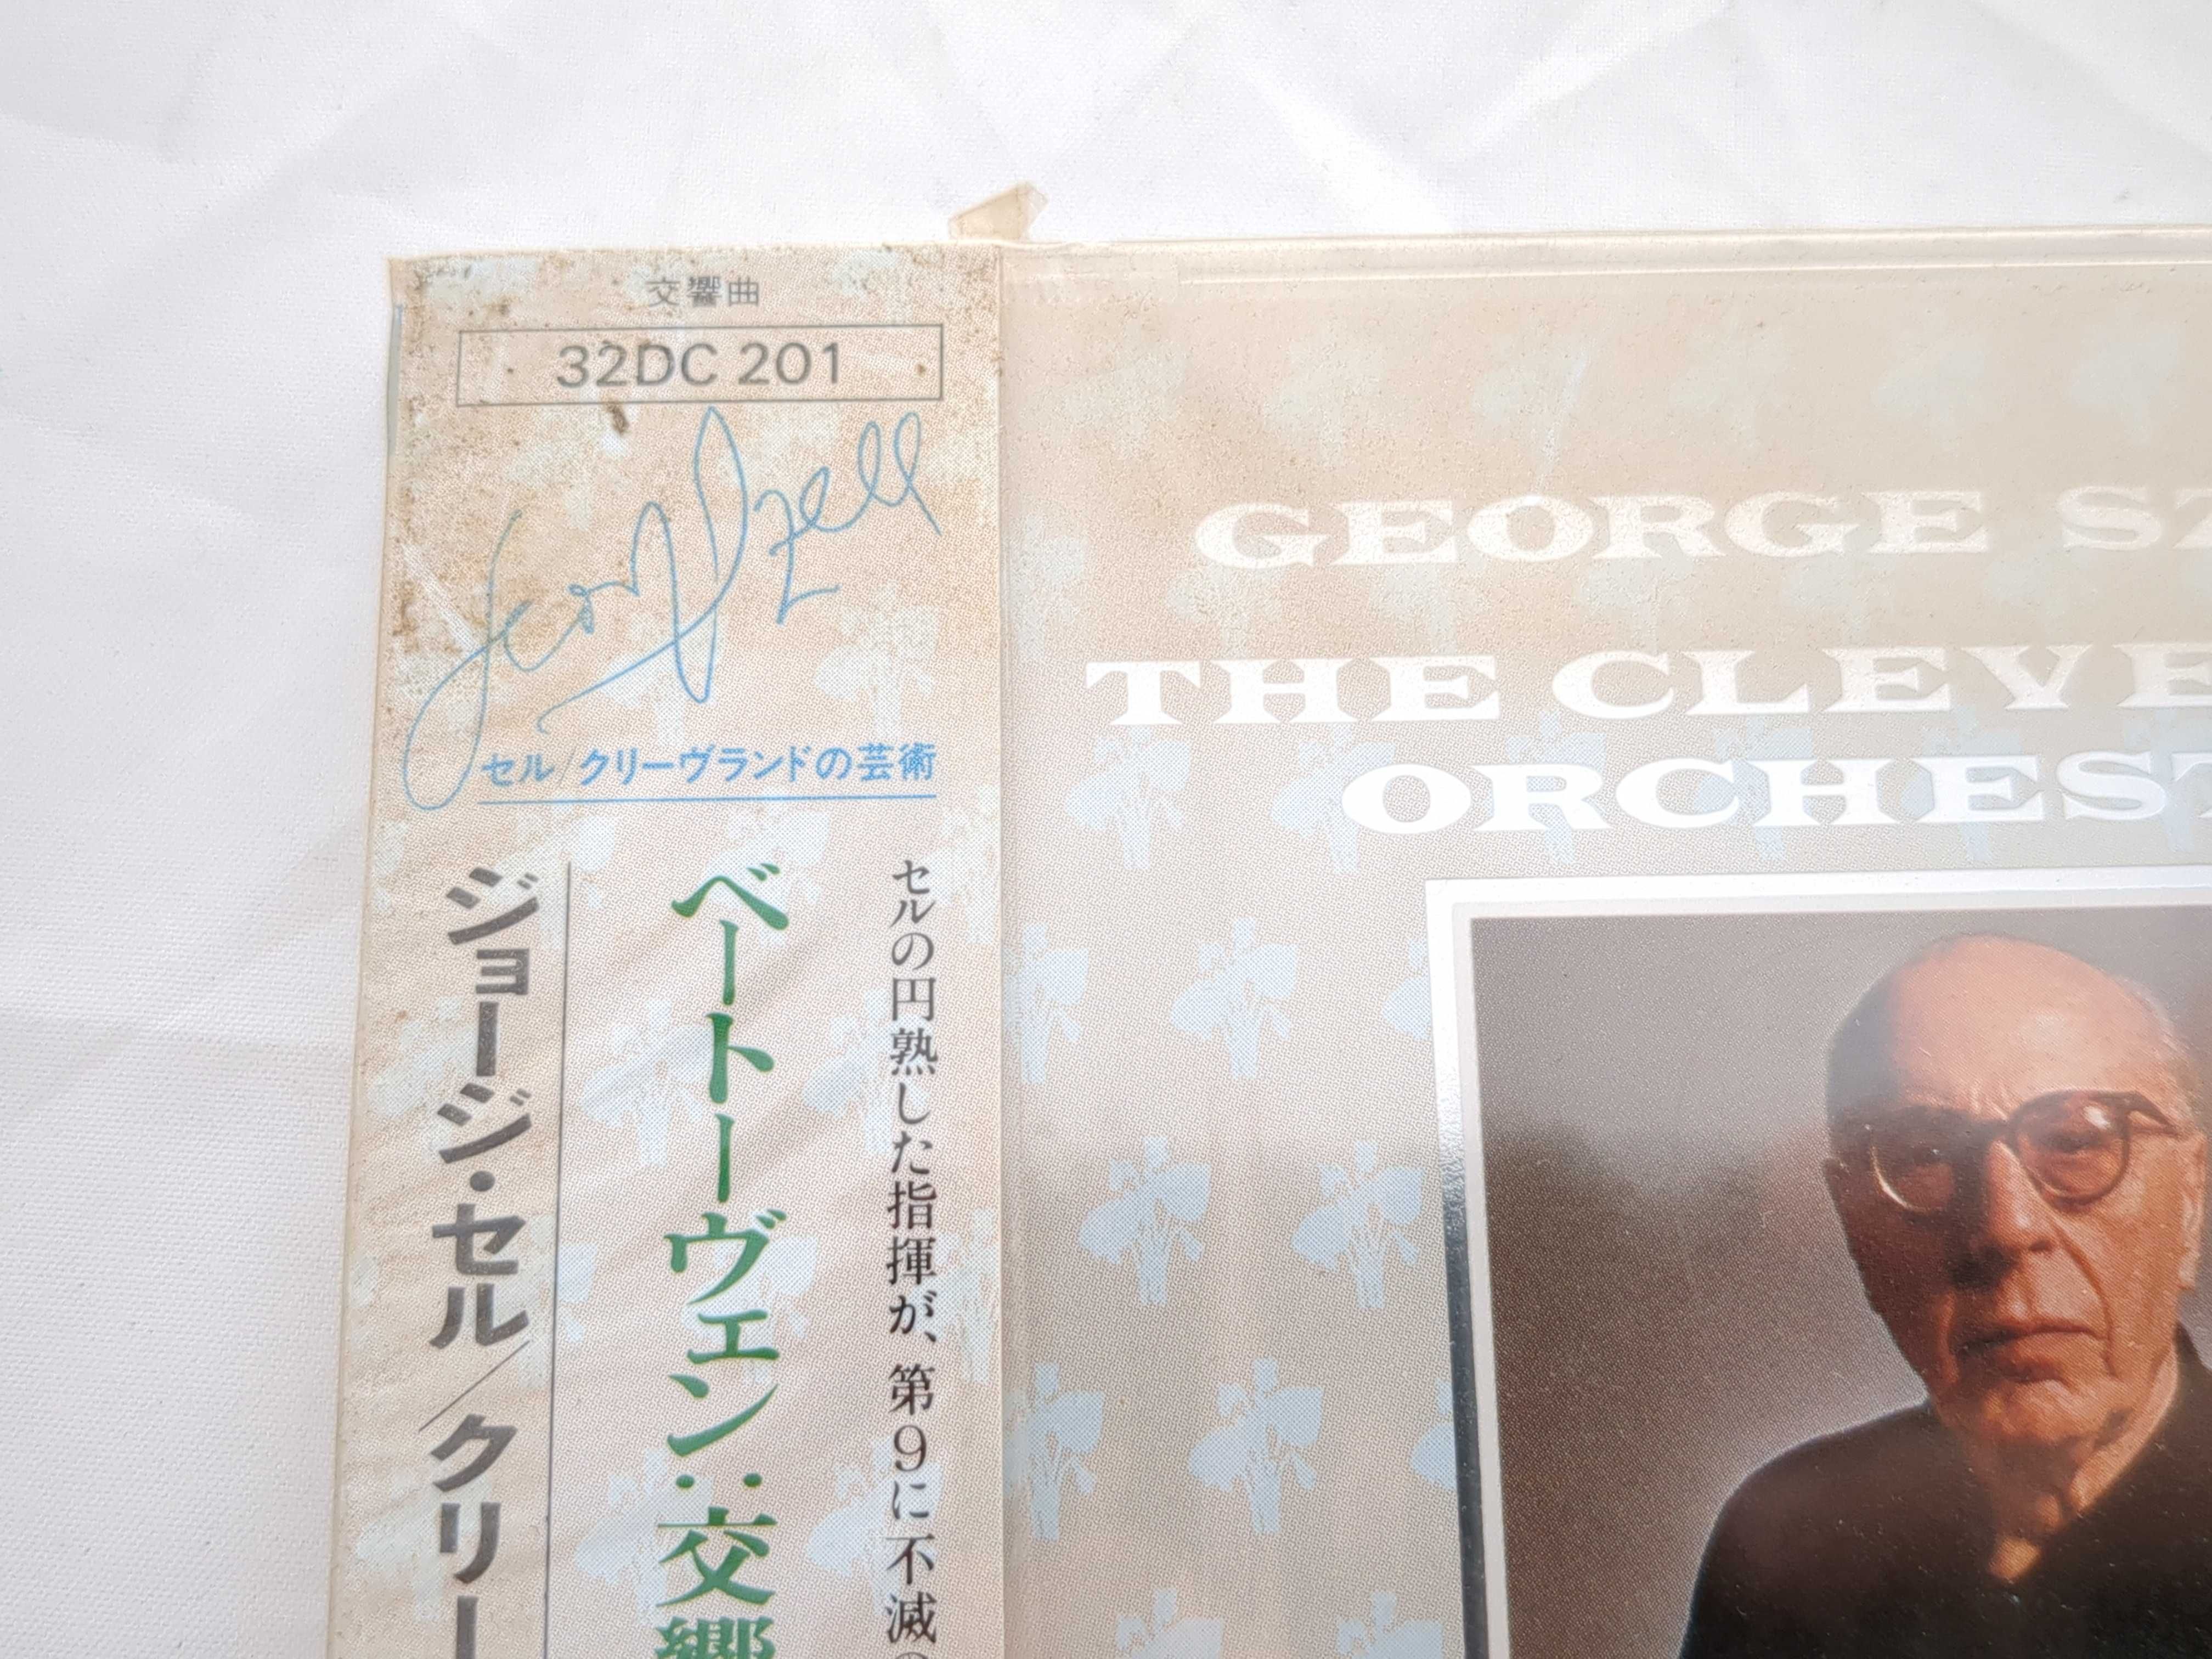 交響曲
32DC 201
George Szell
セル/クリーヴランドの芸術
セルの円熟した指揮が、第9に不滅の
ベートーヴェン:交響
ジョージ・セル/クリー
GEORGE SZ
THE CLEVE
ORCHEST